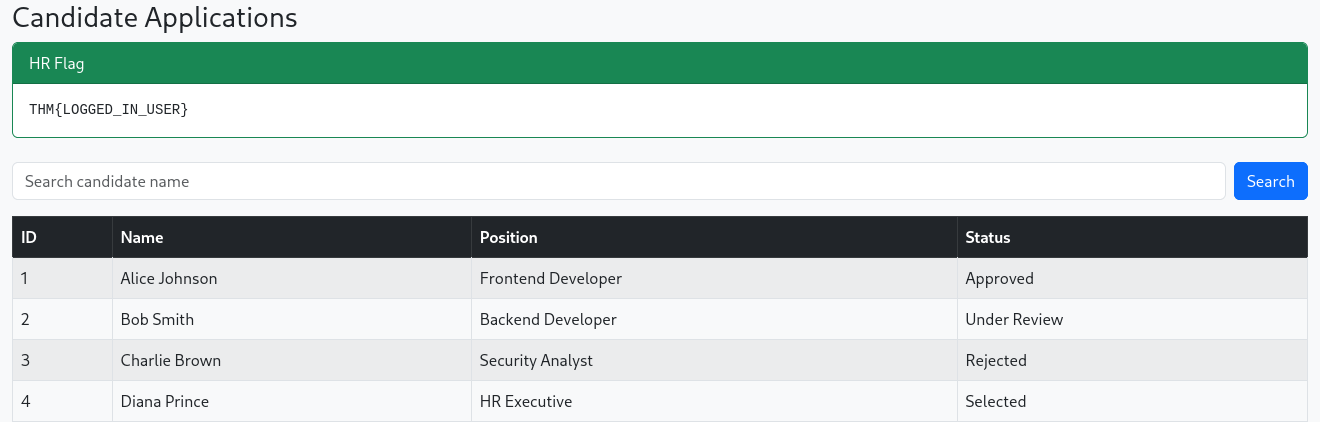 Candidate Applications
HR Flag
THM{LOGGED_IN_USER}
Search candidate name Search
ID Name Position Status
1 Alice Johnson Frontend Developer Approved
2 Bob Smith Backend Developer Under Review
3 Charlie Brown Security Analyst Rejected
4 Diana Prince HR Executive Selected